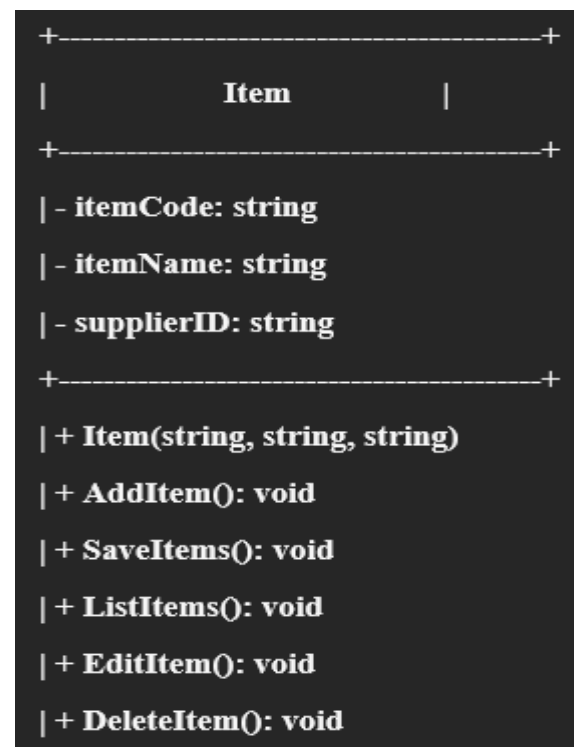 +-------------------------------------------+
| Item |
+-------------------------------------------+
| - itemCode: string
| - itemName: string
| - supplierID: string
+-------------------------------------------+
| + Item(string, string, string)
| + AddItem(): void
| + SaveItems(): void
| + ListItems(): void
| + EditItem(): void
| + DeleteItem(): void